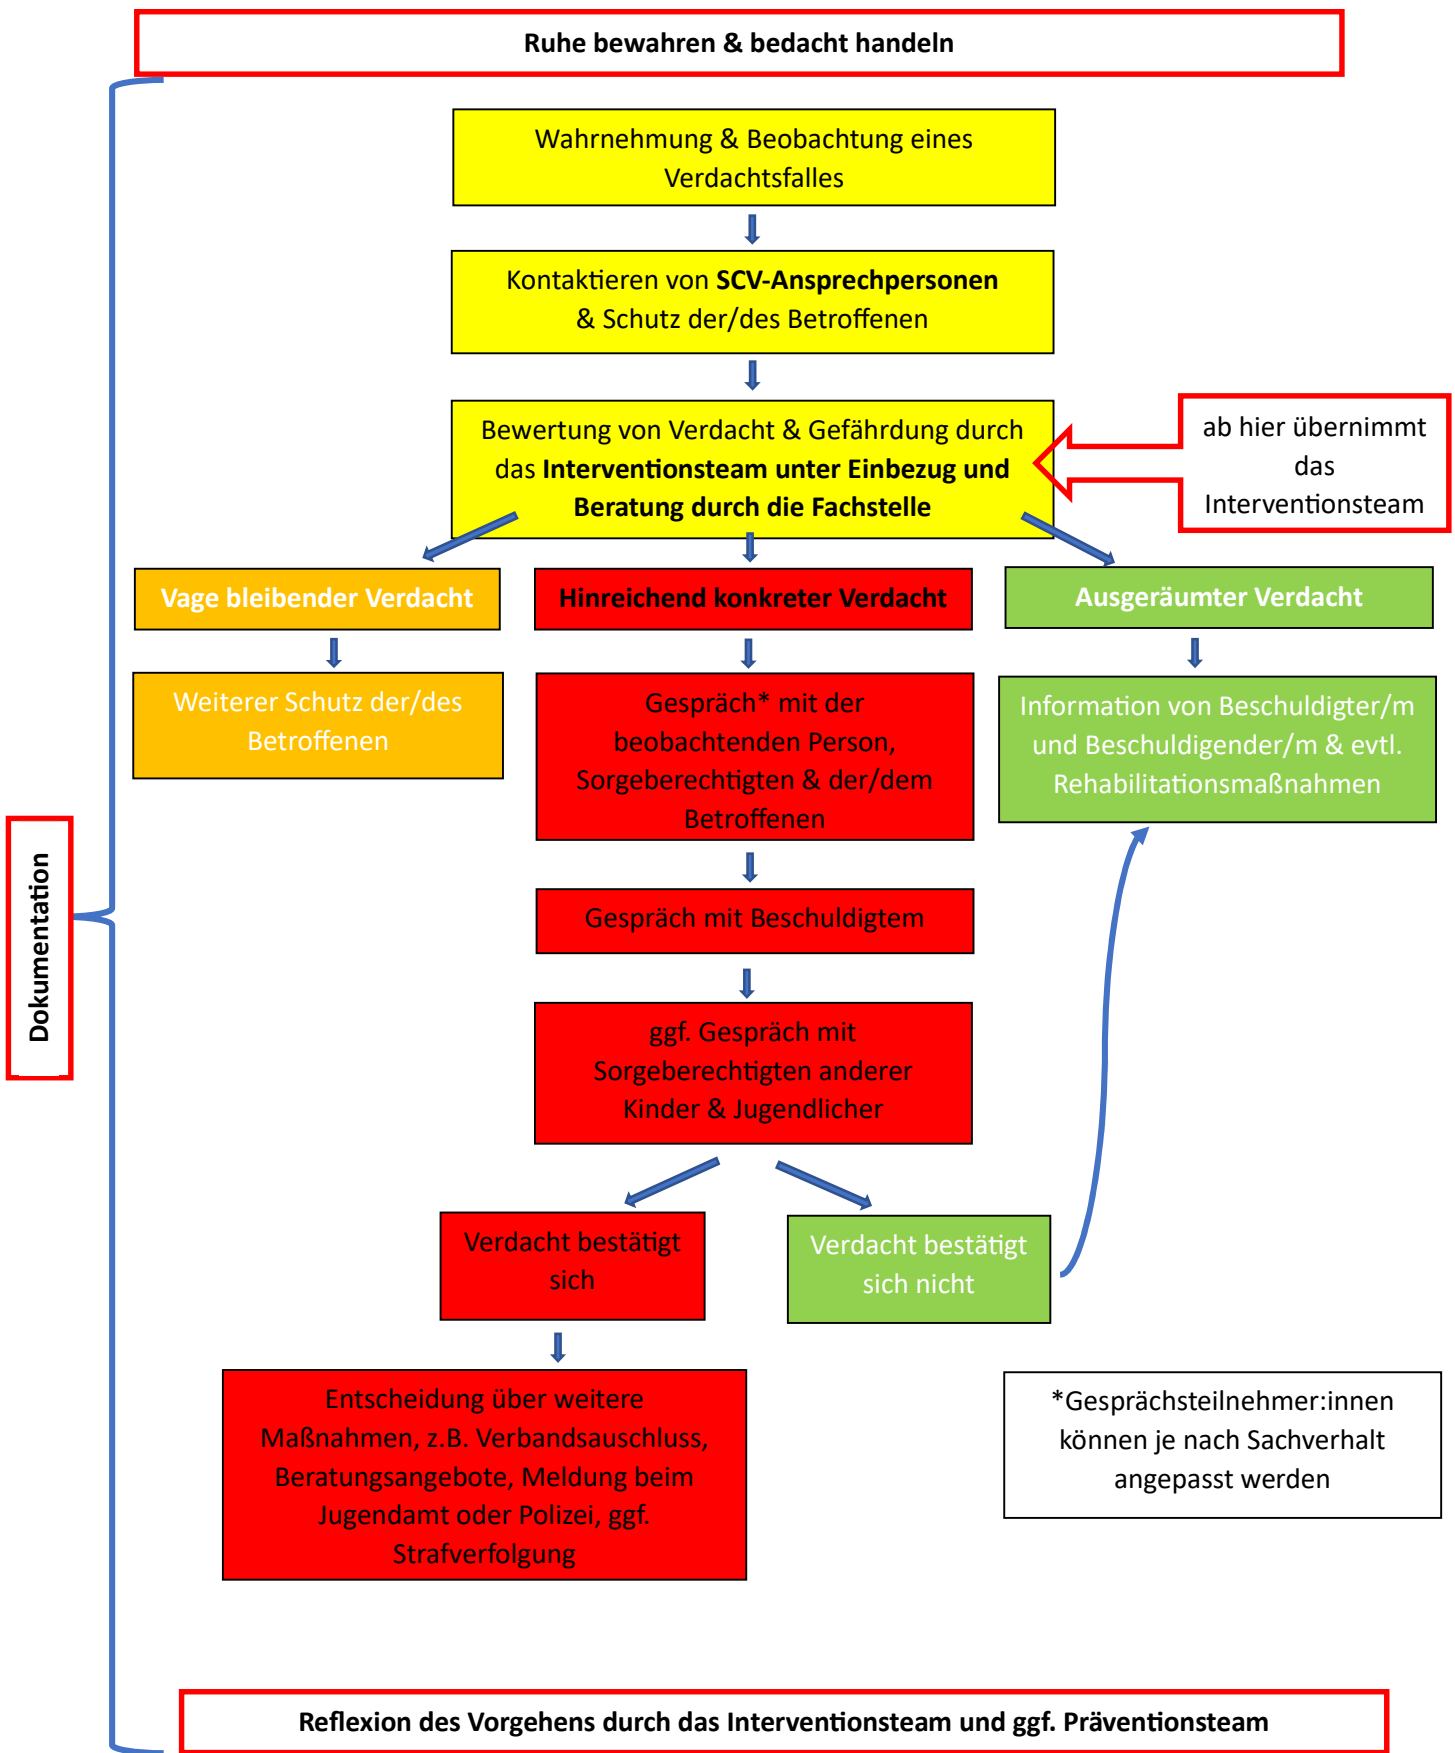 Ruhe bewahren & bedacht handeln
Wahrnehmung & Beobachtung eines
Verdachtsfalles
Kontaktieren von SCV-Ansprechpersonen
& Schutz der/des Betroffenen
Bewertung von Verdacht & Gefährdung durch
das Interventionsteam unter Einbezug und
Beratung durch die Fachstelle
ab hier übernimmt
das
Interventionsteam
Vage bleibender Verdacht
Hinreichend konkreter Verdacht
Ausgeräumter Verdacht
Weiterer Schutz der/des
Betroffenen
Gespräch* mit der
beobachtenden Person,
Sorgeberechtigten & der/dem
Betroffenen
Information von Beschuldigter/m
und Beschuldigender/m & evtl.
Rehabilitationsmaßnahmen
Dokumentation
Gespräch mit Beschuldigtem
ggf. Gespräch mit
Sorgeberechtigten anderer
Kinder & Jugendlicher
Verdacht bestätigt
sich
Verdacht bestätigt
sich nicht
Entscheidung über weitere
Maßnahmen, z.B. Verbandsauschluss,
Beratungsangebote, Meldung beim
Jugendamt oder Polizei, ggf.
Strafverfolgung
*Gesprächsteilnehmer:innen
können je nach Sachverhalt
angepasst werden
Reflexion des Vorgehens durch das Interventionsteam und ggf. Präventionsteam